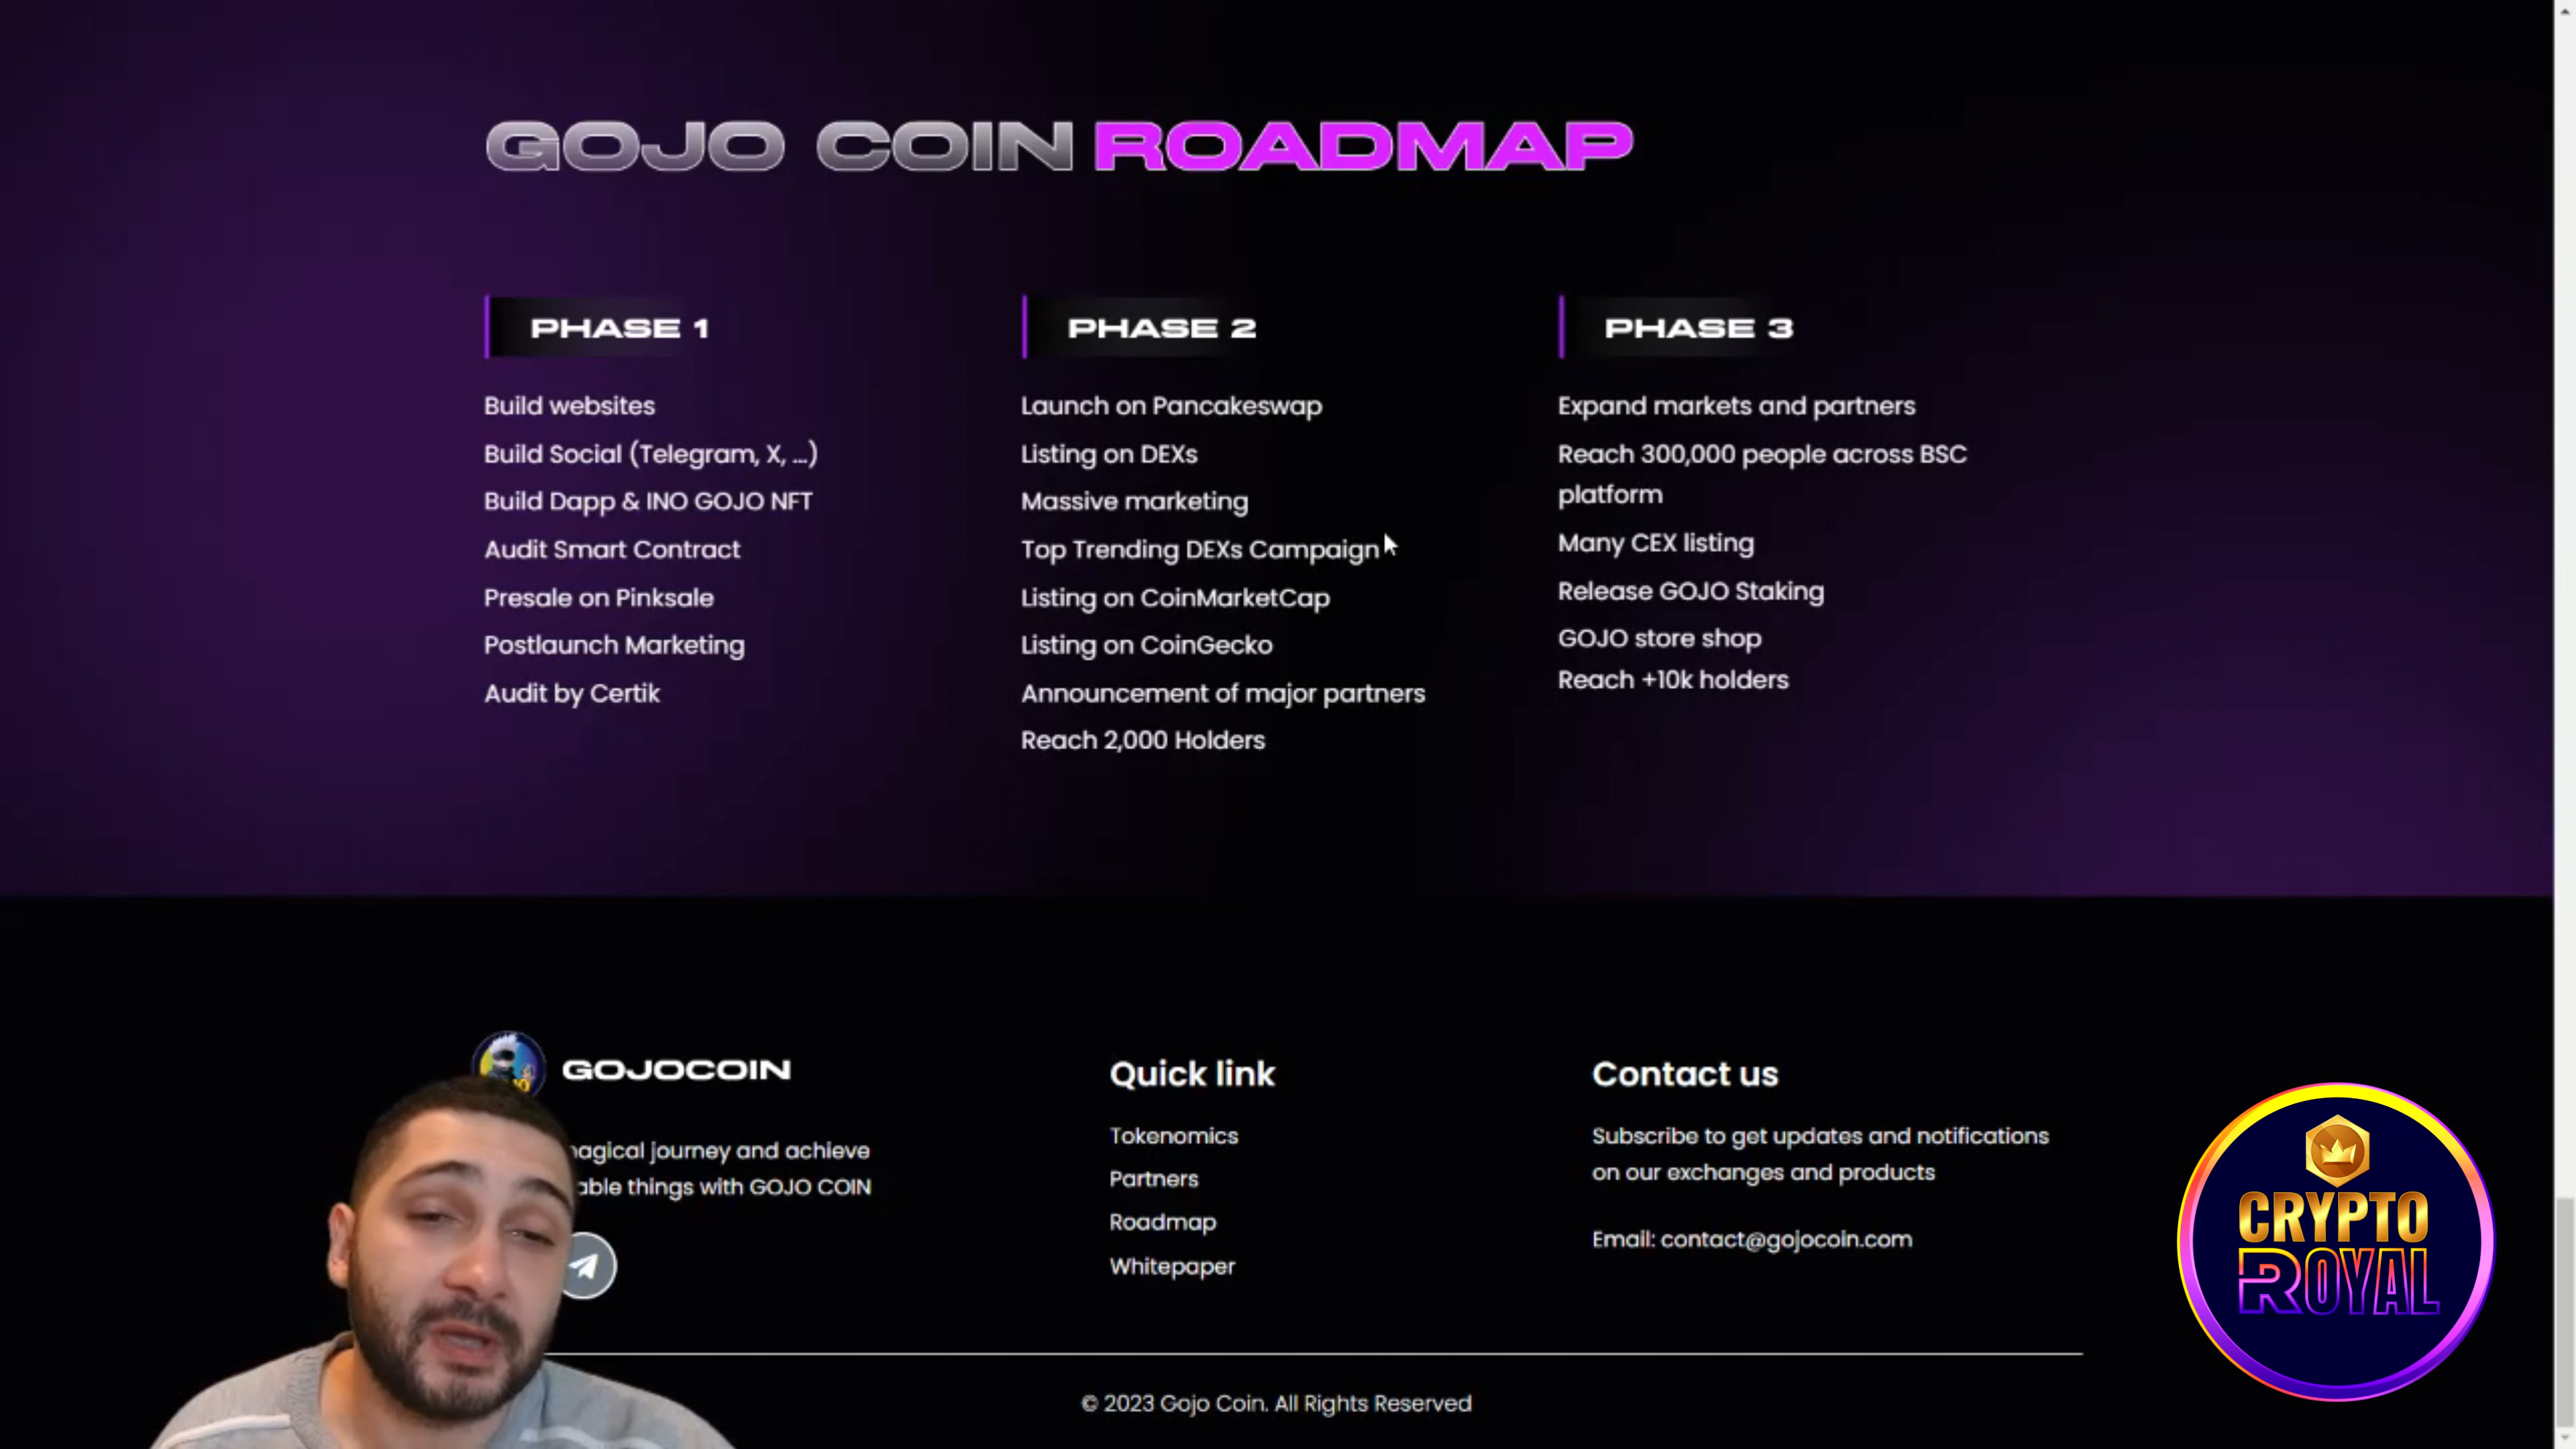 GOJO COIN ROADMAP
PHASE 1
Build websites
Build Social (Telegram, X, ...)
Build Dapp & INO GOJO NFT
Audit Smart Contract
Presale on Pinksale
Postlaunch Marketing
Audit by Certik
PHASE 2
Launch on Pancakeswap
Listing on DEXs
Massive marketing
Top Trending DEXs Campaign
Listing on CoinMarketCap
Listing on CoinGecko
Announcement of major partners
Reach 2,000 Holders
PHASE 3
Expand markets and partners
Reach 300,000 people across BSC
platform
Many CEX listing
Release GOJO Staking
GOJO store shop
Reach +10k holders
GOJOCOIN
journey and achieve
things with GOJO COIN
Quick link
Tokenomics
Partners
Roadmap
Whitepaper
Contact us
Subscribe to get updates and notifications
on our exchanges and products
Email: contact@gojocoin.com
CRYPTO
ROYAL
© 2023 Gojo Coin. All Rights Reserved